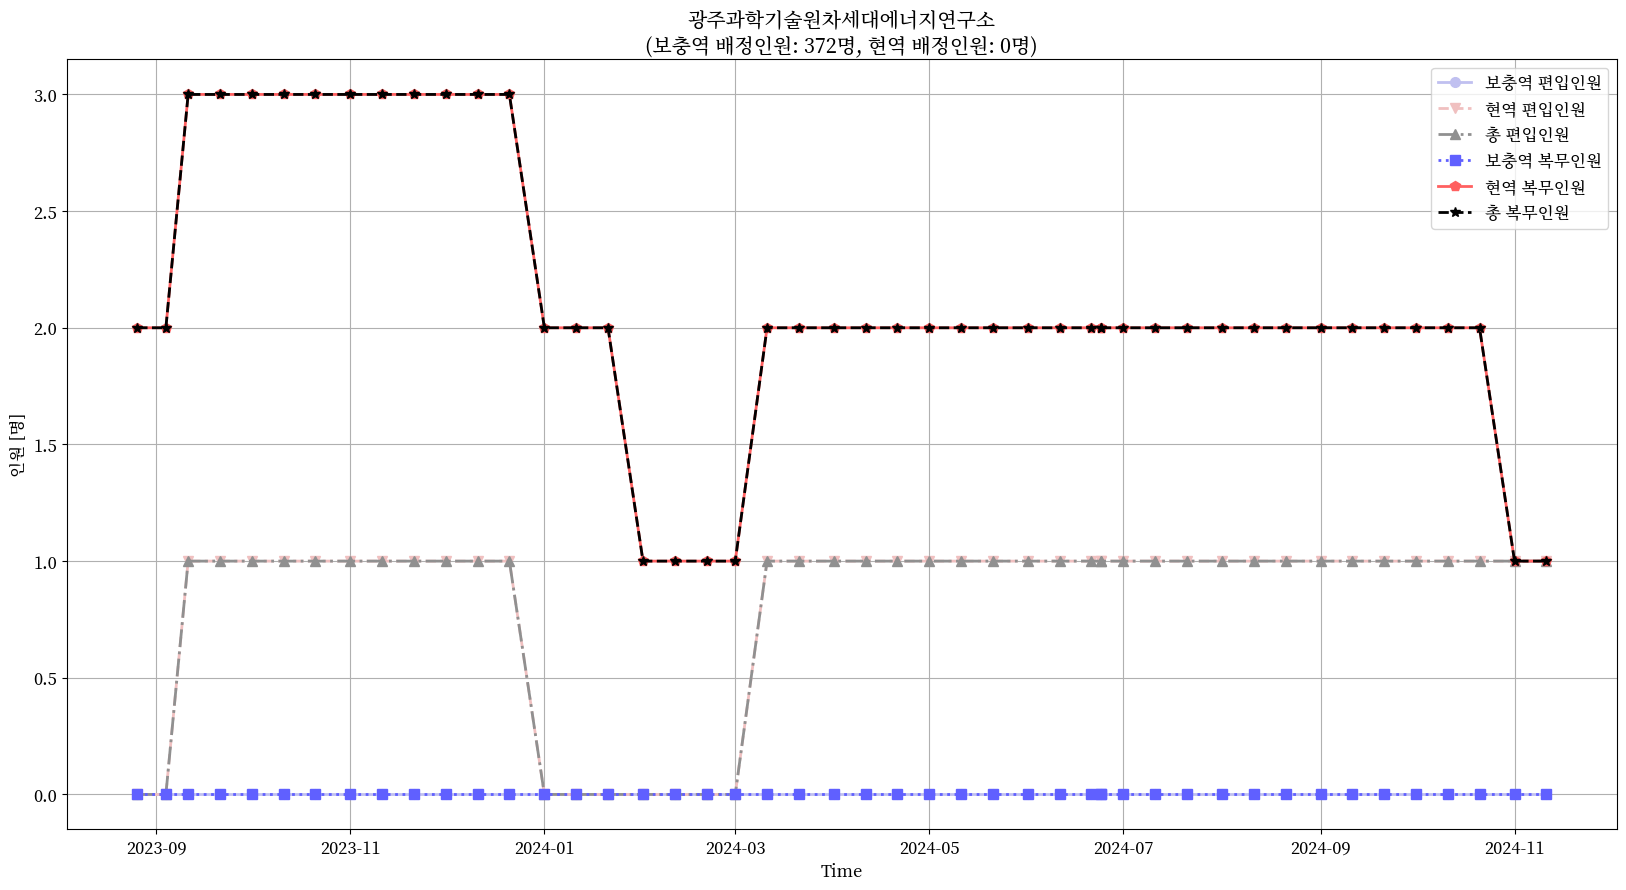 광주과학기술원차세대에너지연구소
(보충역 배정인원: 372명, 현역 배정인원: 0명)
보충역 편입인원
현역 편입인원
총 편입인원
보충역 복무인원
현역 복무인원
총 복무인원
3.0
2.5
2.0
1.5
1.0
0.5
0.0
인원 [명]
2023-09 2023-11 2024-01 2024-03 2024-05 2024-07 2024-09 2024-11
Time